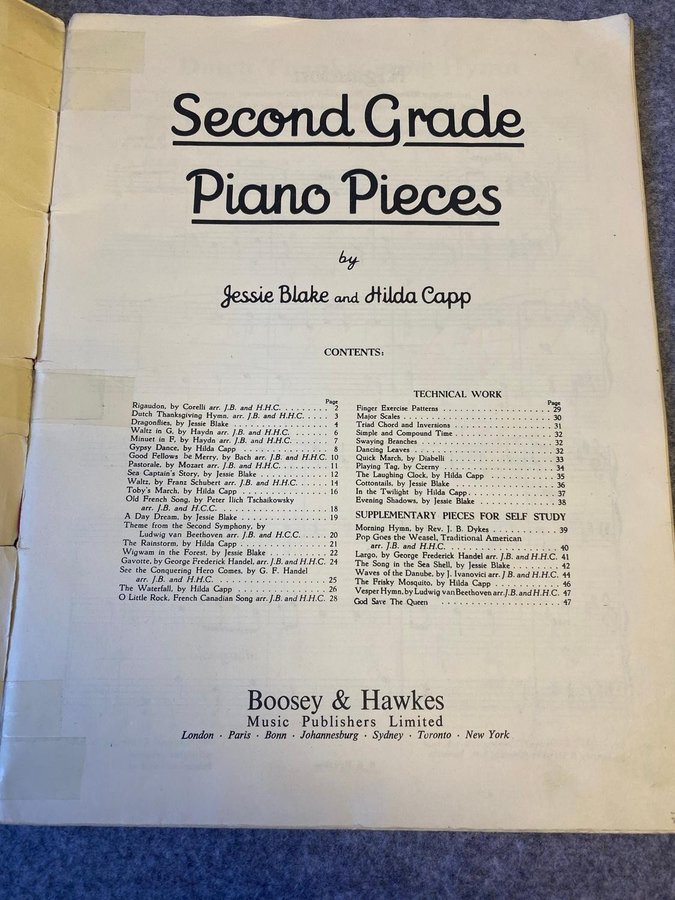 Second Grade
Piano Pieces
by
Jessie Blake and Hilda Capp
CONTENTS:
Page
Rigaudon, by Corelli arr. J.B. and H.H.C. . . . . . . . 2
Dutch Thanksgiving Hymn, arr. J.B. and H.H.C. . . . . . 3
Dragonflies, by Jessie Blake . . . . . . . . . . . . . . 4
Waltz in G, by Haydn arr. J.B. and H.H.C. . . . . . . . 6
Minuet in F, by Haydn arr. J.B. and H.H.C. . . . . . . . 7
Gypsy Dance, by Hilda Capp . . . . . . . . . . . . . . 8
Good Fellows be Merry, by Bach arr. J.B. and H.H.C. 10
Pastorale, by Mozart arr. J.B. and H.H.C. . . . . . . . 11
Sea Captain's Story, by Jessie Blake . . . . . . . . . . 12
Waltz, by Franz Schubert arr. J.B. and H.H.C. . . . . . 14
Toby's March, by Hilda Capp . . . . . . . . . . . . . . 16
Old French Song, by Peter Ilich Tschaikowsky
arr. J.B. and H.C.C. . . . . . . . . . . . . . . . . 18
A Day Dream, by Jessie Blake . . . . . . . . . . . . . 19
Theme from the Second Symphony, by
Ludwig van Beethoven arr. J.B. and H.C.C. . . . . . 20
The Rainstorm, by Hilda Capp . . . . . . . . . . . . . 21
Wigwam in the Forest, by Jessie Blake . . . . . . . . . 22
Gavotte, by George Frederick Handel, arr. J.B. and H.H.C. 24
See the Conquering Hero Comes, by G. F. Handel
arr. J.B. and H.H.C. . . . . . . . . . . . . . . . . 25
The Waterfall, by Hilda Capp . . . . . . . . . . . . . 26
O Little Rock, French Canadian Song arr. J.B. and H.H.C. 28
TECHNICAL WORK
Page
Finger Exercise Patterns . . . . . . . . . . . . . . . . 29
Major Scales . . . . . . . . . . . . . . . . . . . . . 30
Triad Chord and Inversions . . . . . . . . . . . . . . 31
Simple and Compound Time . . . . . . . . . . . . . . . 32
Swaying Branches . . . . . . . . . . . . . . . . . . . 32
Dancing Leaves . . . . . . . . . . . . . . . . . . . . 32
Quick March, by Diabelli . . . . . . . . . . . . . . . 33
Playing Tag, by Czerny . . . . . . . . . . . . . . . . 34
The Laughing Clock, by Hilda Capp . . . . . . . . . . . 35
Cottontails, by Jessie Blake . . . . . . . . . . . . . . 36
In the Twilight by Hilda Capp . . . . . . . . . . . . . 37
Evening Shadows, by Jessie Blake . . . . . . . . . . . 38
SUPPLEMENTARY PIECES FOR SELF STUDY
Morning Hymn, by Rev. J. B. Dykes . . . . . . . . . . . 39
Pop Goes the Weasel, Traditional American
arr. J.B. and H.H.C. . . . . . . . . . . . . . . . . 40
Largo, by George Frederick Handel arr. J.B. and H.H.C. 41
The Song in the Sea Shell, by Jessie Blake . . . . . . . 42
Waves of the Danube, by J. Ivanovici arr. J.B. and H.H.C. 44
The Frisky Mosquito, by Hilda Capp . . . . . . . . . . 46
Vesper Hymn, by Ludwig van Beethoven arr. J.B. and H.H.C. 47
God Save The Queen . . . . . . . . . . . . . . . . . . 47
Boosey & Hawkes
Music Publishers Limited
London · Paris · Bonn · Johannesburg · Sydney · Toronto · New York